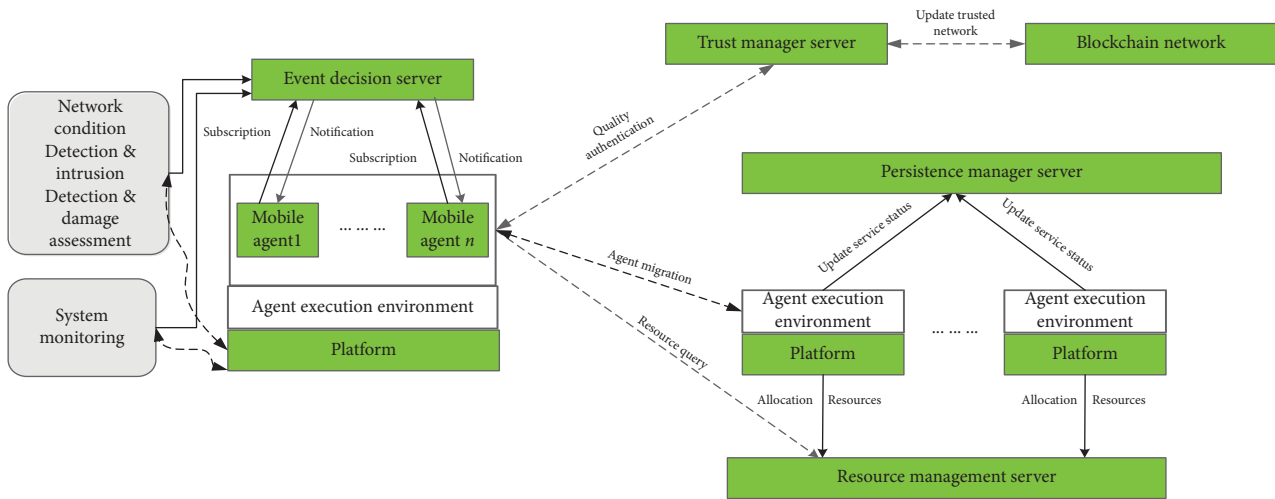 Update trusted
network
Trust manager server
Blockchain network
Event decision server
Network
condition
Detection &
intrusion
Detection &
damage
assessment
Subscription
Notification
Subscription
Notification
Quality
authentication
Persistence manager server
Mobile
agent1
... ... ...
Mobile
agent n
Update service status
Update service status
Agent migration
Agent execution environment
System
monitoring
Platform
Resource query
Agent execution
environment
... ... ...
Agent execution
environment
Platform
Platform
Allocation
Resources
Allocation
Resources
Resource management server